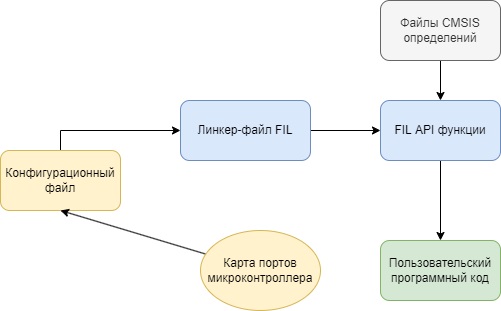 Файлы CMSIS
определений
Линкер-файл FIL
FIL API функции
Конфигурационный
файл
Карта портов
микроконтроллера
Пользовательский
программный код